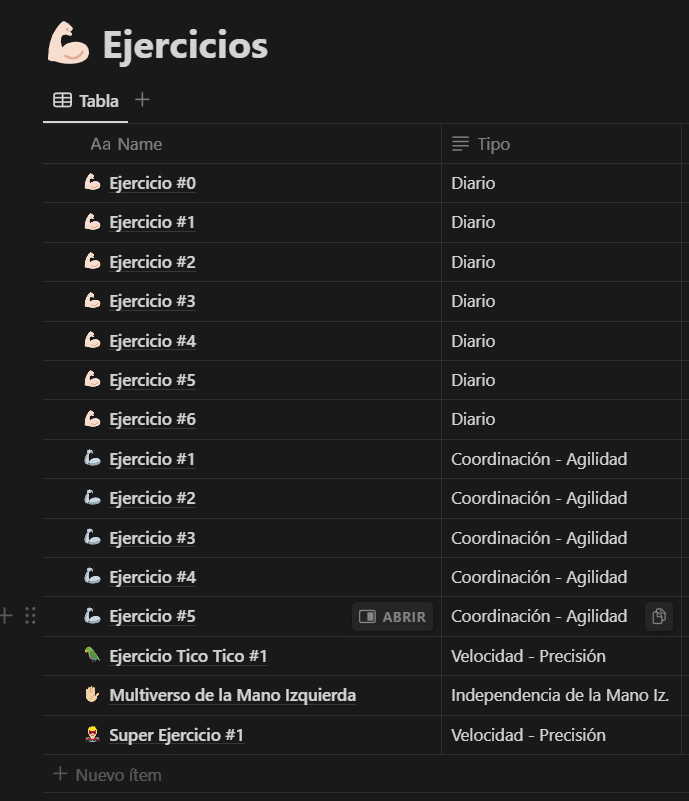 Ejercicios
Tabla
Aa Name Tipo
Ejercicio #0 Diario
Ejercicio #1 Diario
Ejercicio #2 Diario
Ejercicio #3 Diario
Ejercicio #4 Diario
Ejercicio #5 Diario
Ejercicio #6 Diario
Ejercicio #1 Coordinación - Agilidad
Ejercicio #2 Coordinación - Agilidad
Ejercicio #3 Coordinación - Agilidad
Ejercicio #4 Coordinación - Agilidad
Ejercicio #5 ABRIR Coordinación - Agilidad
Ejercicio Tico Tico #1 Velocidad - Precisión
Multiverso de la Mano Izquierda Independencia de la Mano Iz.
Super Ejercicio #1 Velocidad - Precisión
+ Nuevo ítem